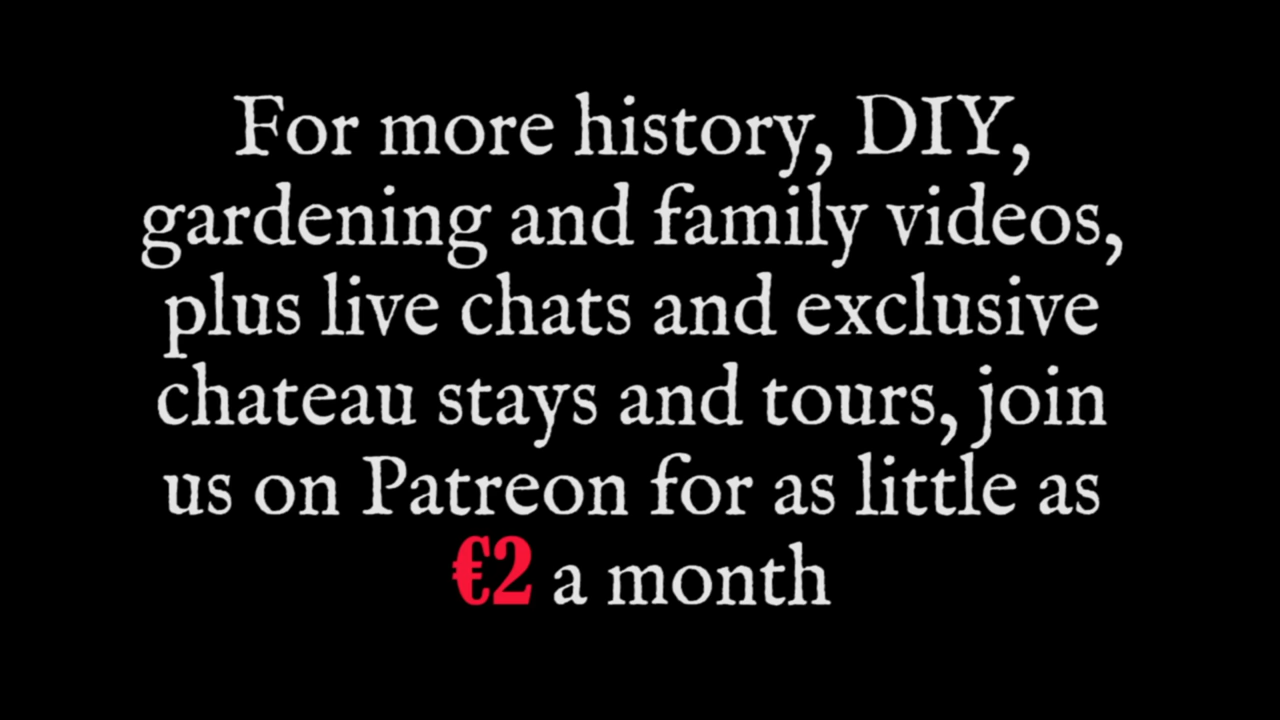 For more history, DIY,
gardening and family videos,
plus live chats and exclusive
chateau stays and tours, join
us on Patreon for as little as
€2 a month